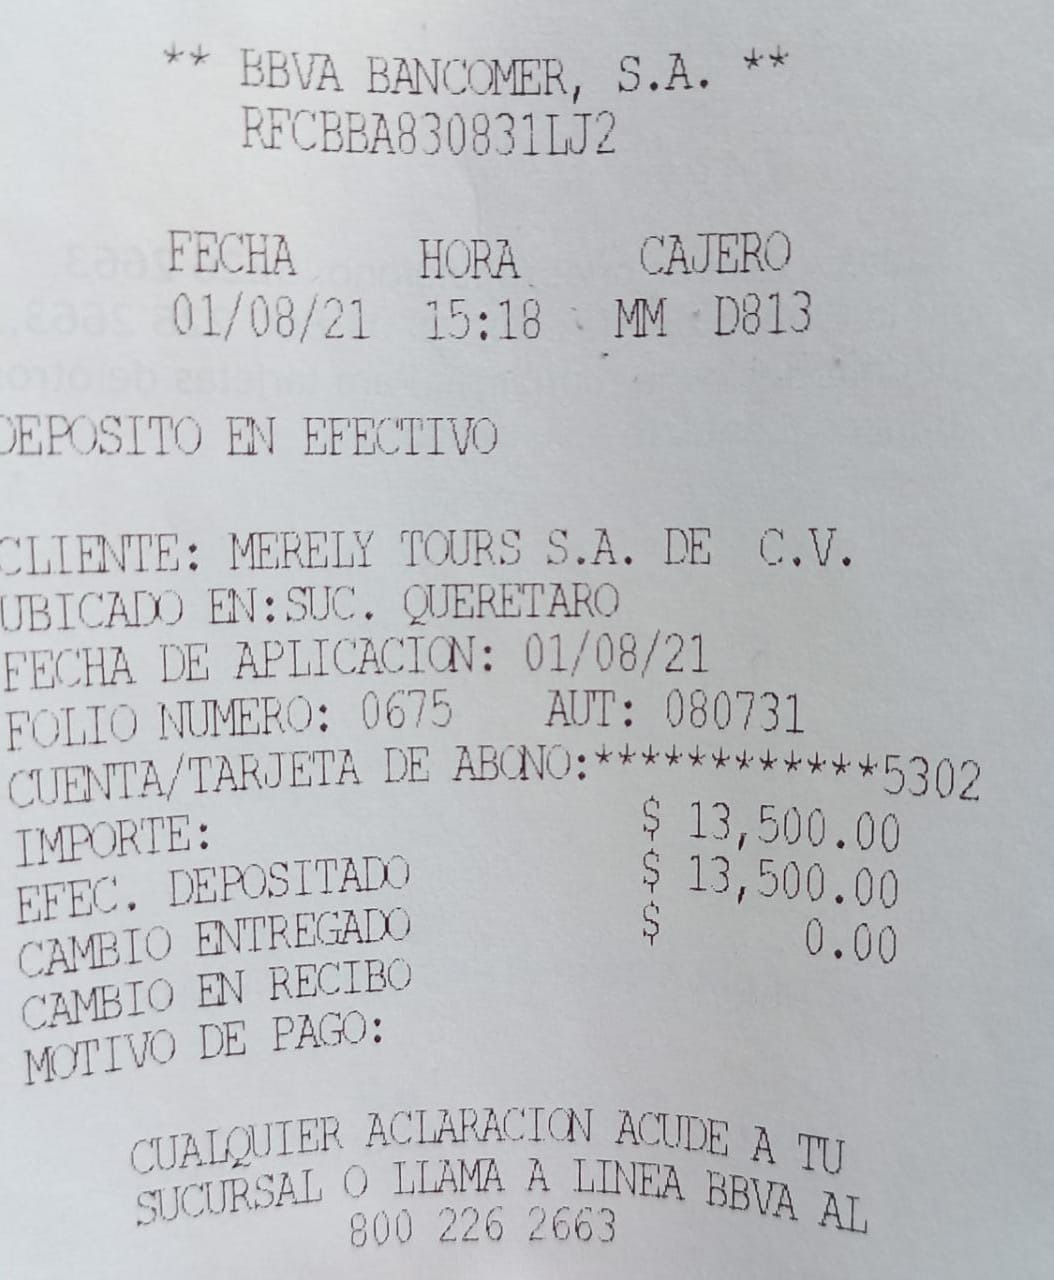 ** BBVA BANCOMER, S.A. **
RFCBBA830831LJ2
FECHA HORA CAJERO
01/08/21 15:18 MM D813
DEPOSITO EN EFECTIVO
CLIENTE: MERELY TOURS S.A. DE C.V.
UBICADO EN:SUC. QUERETARO
FECHA DE APLICACION: 01/08/21
FOLIO NUMERO: 0675 AUT: 080731
CUENTA/TARJETA DE ABONO:************5302
IMPORTE: $ 13,500.00
EFEC. DEPOSITADO $ 13,500.00
CAMBIO ENTREGADO $ 0.00
CAMBIO EN RECIBO
MOTIVO DE PAGO:
CUALQUIER ACLARACION ACUDE A TU
SUCURSAL O LLAMA A LINEA BBVA AL
800 226 2663